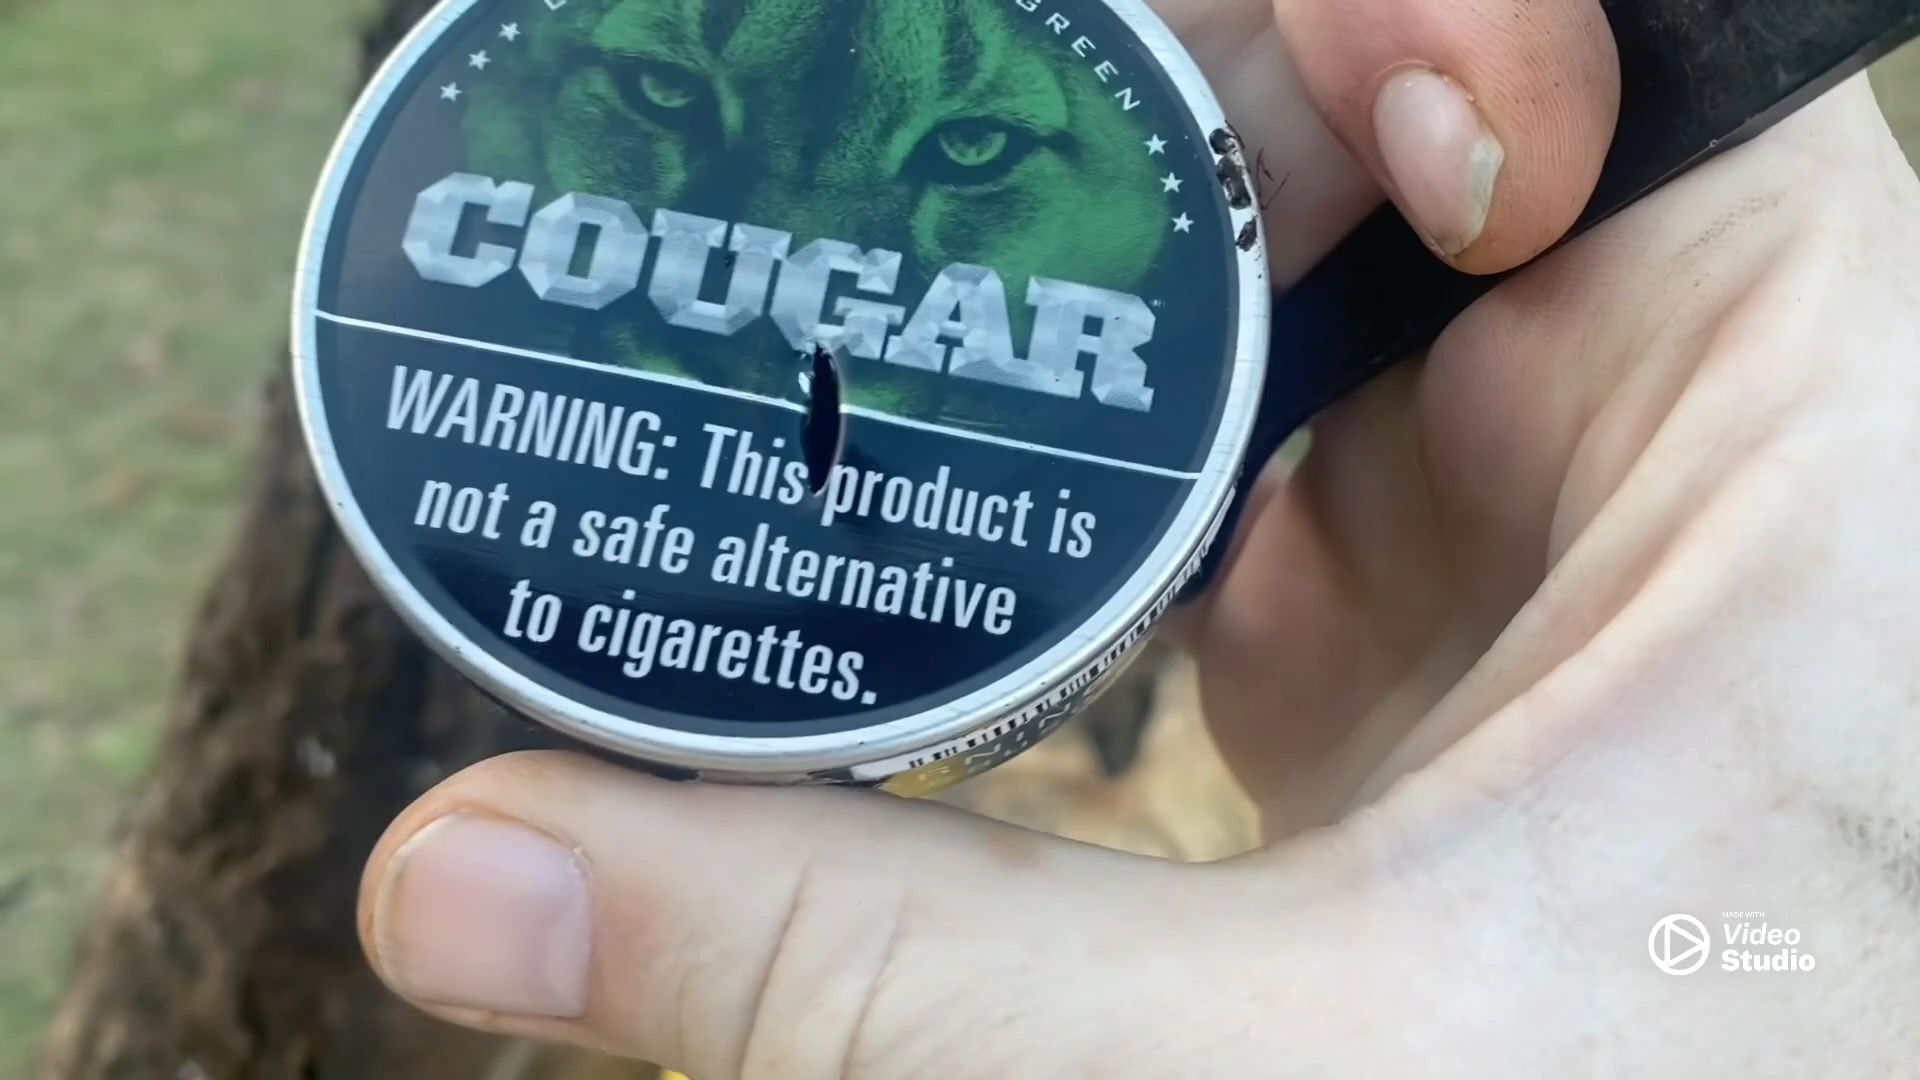 GREEN
COUGAR
WARNING: This product is
not a safe alternative
to cigarettes.
MADE WITH
Video
Studio